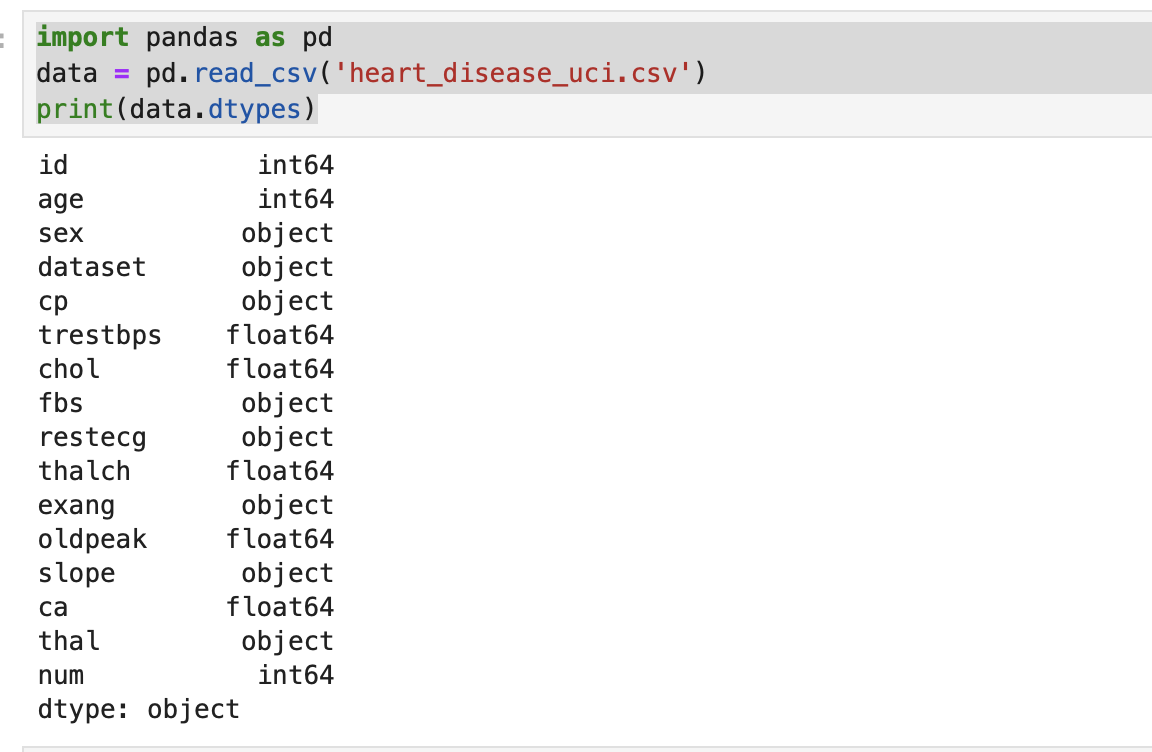 import pandas as pd
data = pd.read_csv('heart_disease_uci.csv')
print(data.dtypes)
id int64
age int64
sex object
dataset object
cp object
trestbps float64
chol float64
fbs object
restecg object
thalch float64
exang object
oldpeak float64
slope object
ca float64
thal object
num int64
dtype: object